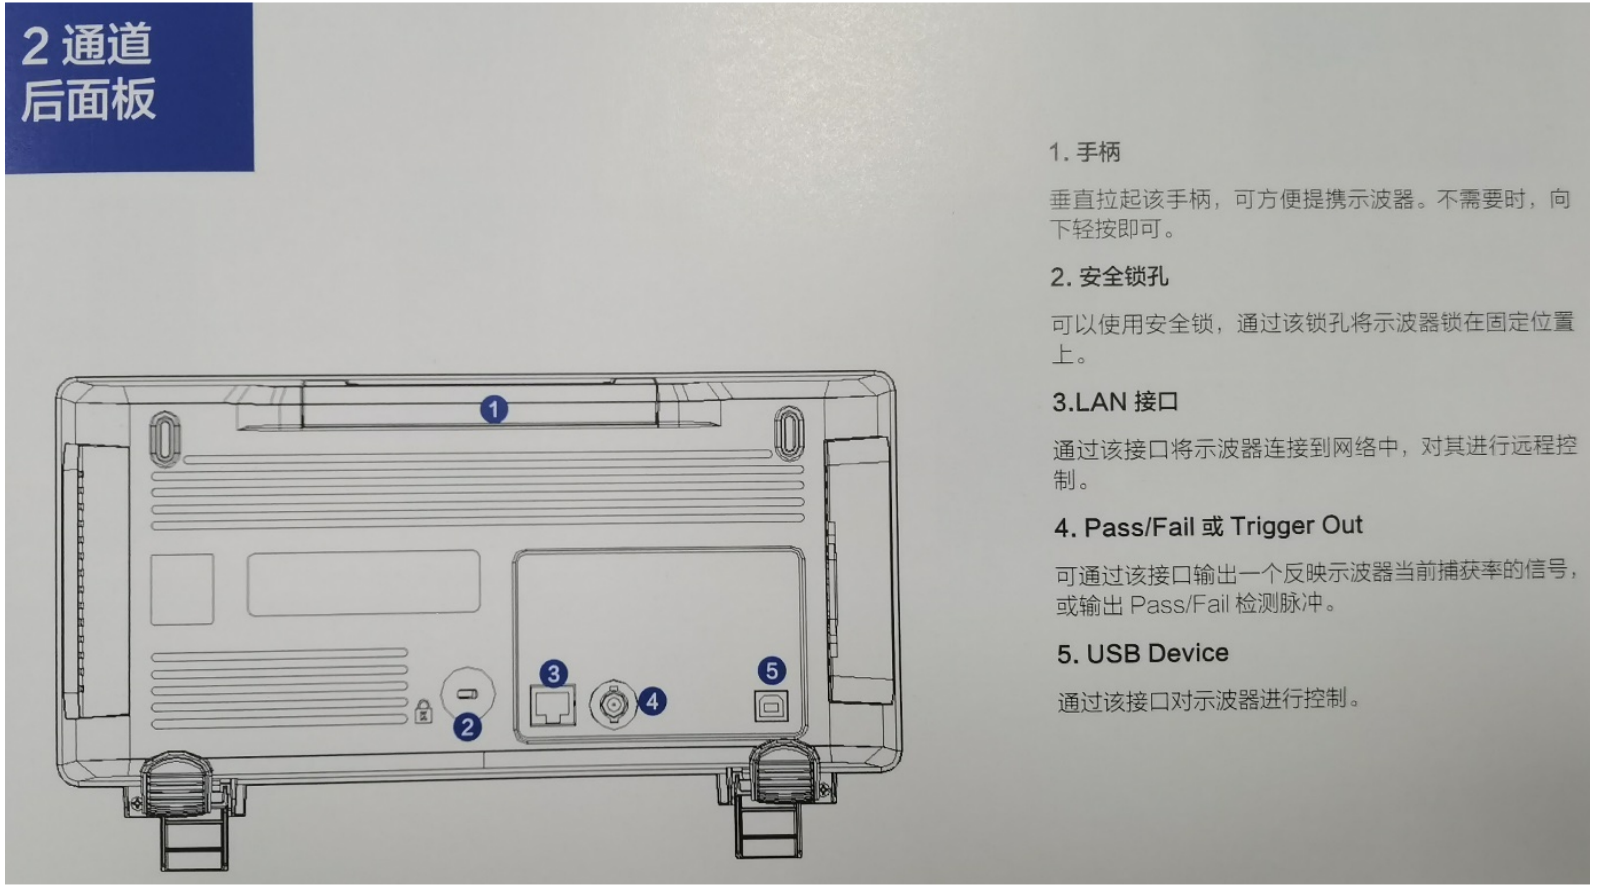 2 通道
后面板
1. 手柄
垂直拉起该手柄，可方便提携示波器。不需要时，向
下轻按即可。
2. 安全锁孔
可以使用安全锁，通过该锁孔将示波器锁在固定位置
上。
3.LAN 接口
通过该接口将示波器连接到网络中，对其进行远程控
制。
4. Pass/Fail 或 Trigger Out
可通过该接口输出一个反映示波器当前捕获率的信号，
或输出 Pass/Fail 检测脉冲。
5. USB Device
通过该接口对示波器进行控制。
1
2
3
4
5